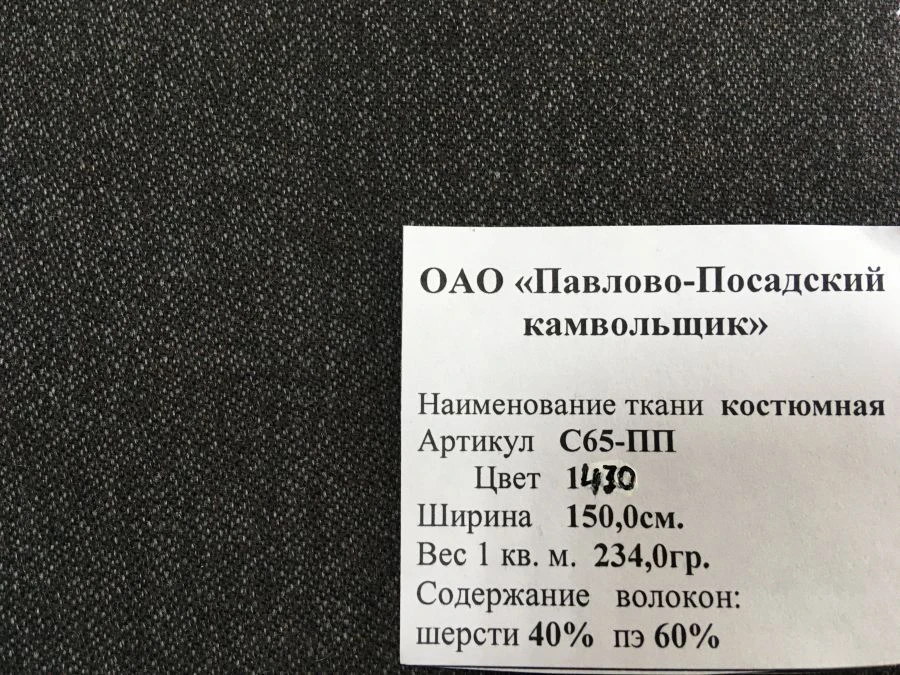 ОАО «Павлово-Посадский
камвольщик»
Наименование ткани костюмная
Артикул С65-ПП
Цвет 1430
Ширина 150,0см.
Вес 1 кв. м. 234,0гр.
Содержание волокон:
шерсти 40% пэ 60%